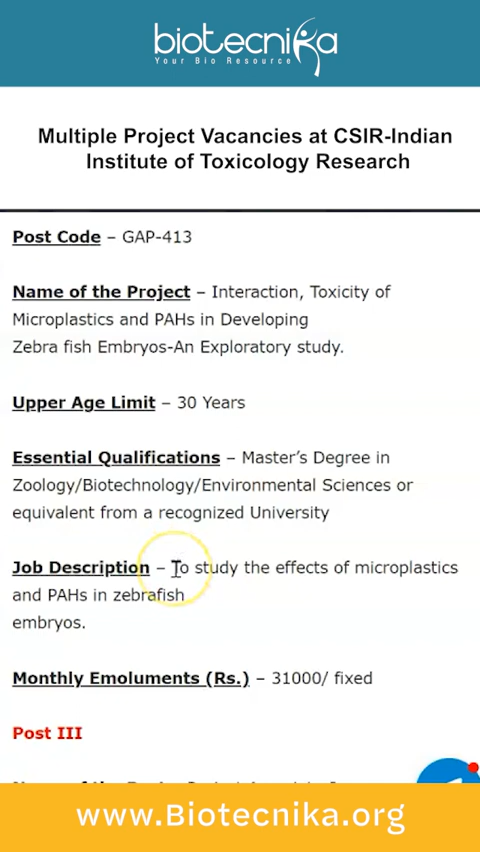 biotecnika
Your Bio Resource
Multiple Project Vacancies at CSIR-Indian
Institute of Toxicology Research
Post Code – GAP-413
Name of the Project – Interaction, Toxicity of
Microplastics and PAHs in Developing
Zebra fish Embryos-An Exploratory study.
Upper Age Limit – 30 Years
Essential Qualifications – Master's Degree in
Zoology/Biotechnology/Environmental Sciences or
equivalent from a recognized University
Job Description – To study the effects of microplastics
and PAHs in zebrafish
embryos.
Monthly Emoluments (Rs.) – 31000/ fixed
Post III
www.Biotecnika.org